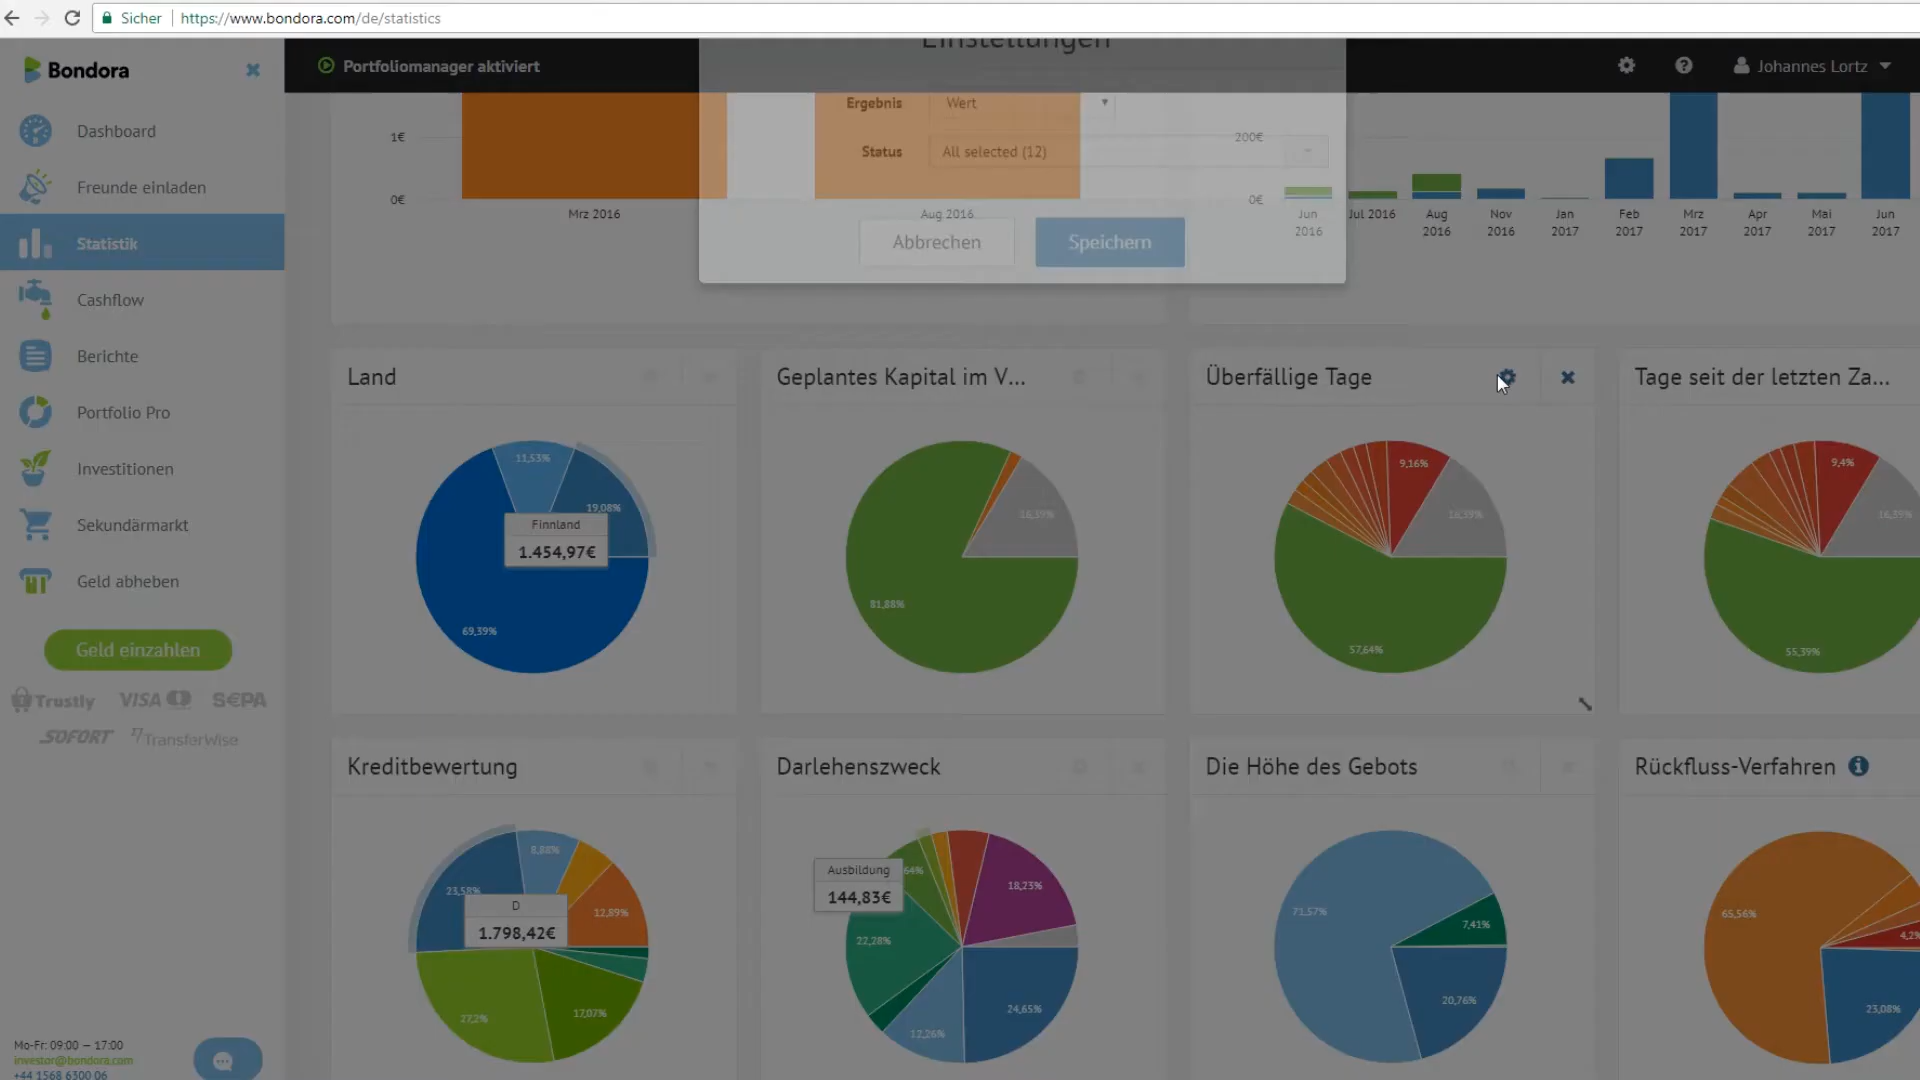 Sicher https://www.bondora.com/de/statistics
Bondora
Portfoliomanager aktiviert
Johannes Lortz
Dashboard
Freunde einladen
Statistik
Cashflow
Berichte
Portfolio Pro
Investitionen
Sekundärmarkt
Geld abheben
Geld einzahlen
Trustly VISA S€PA
SOFORT TransferWise
Mo-Fr: 09:00 — 17:00
investor@bondora.com
+44 1568 6300 06
Einstellungen
Ergebnis Wert
Status All selected (12)
Abbrechen Speichern
1€
0€
Mrz 2016
Aug 2016
200€
0€
Jun 2016
Jul 2016
Aug 2016
Nov 2016
Jan 2017
Feb 2017
Mrz 2017
Apr 2017
Mai 2017
Jun 2017
Land
11,53%
19,08%
Finnland
1.454,97€
69,39%
Geplantes Kapital im V...
16,39%
81,88%
Überfällige Tage
9,16%
16,39%
57,64%
Tage seit der letzten Za...
9,4%
16,39%
55,39%
Kreditbewertung
8,88%
23,58%
12,89%
D
1.798,42€
27,2%
17,07%
Darlehenszweck
Ausbildung
144,83€
64%
18,23%
22,28%
24,65%
12,26%
Die Höhe des Gebots
71,57%
7,41%
20,76%
Rückfluss-Verfahren
65,56%
4,2%
23,08%